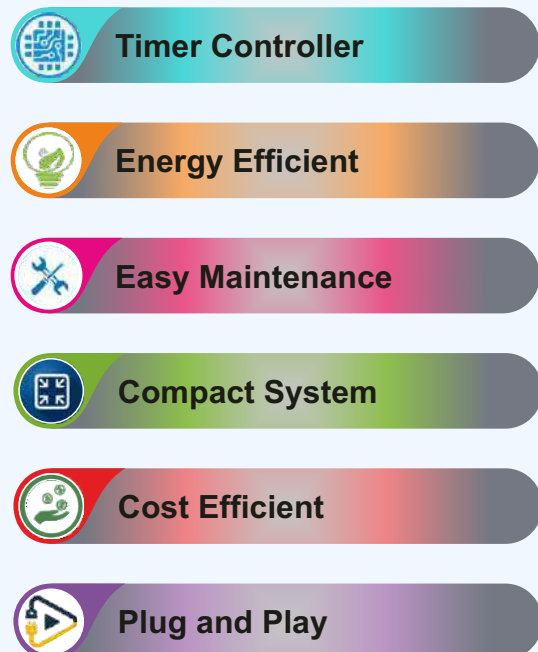 Timer Controller
Energy Efficient
Easy Maintenance
Compact System
Cost Efficient
Plug and Play